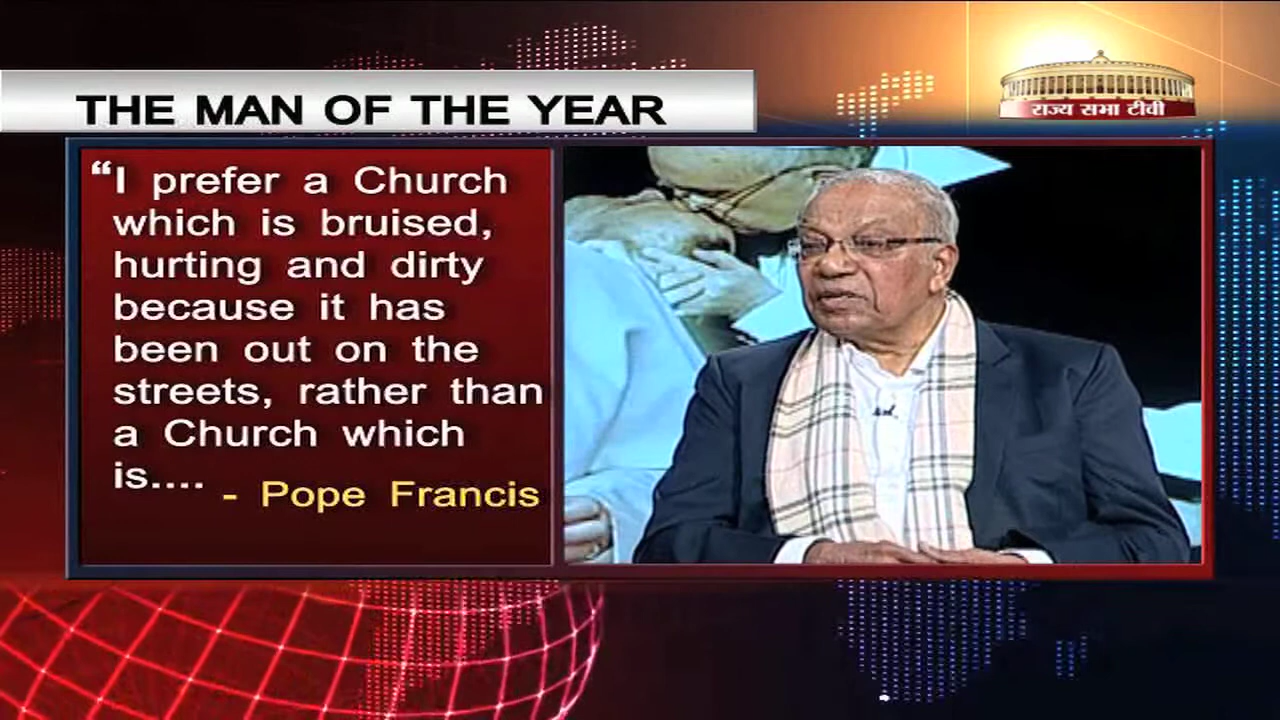 THE MAN OF THE YEAR
राज्य सभा टीवी
“I prefer a Church
which is bruised,
hurting and dirty
because it has
been out on the
streets, rather than
a Church which
is....
- Pope Francis